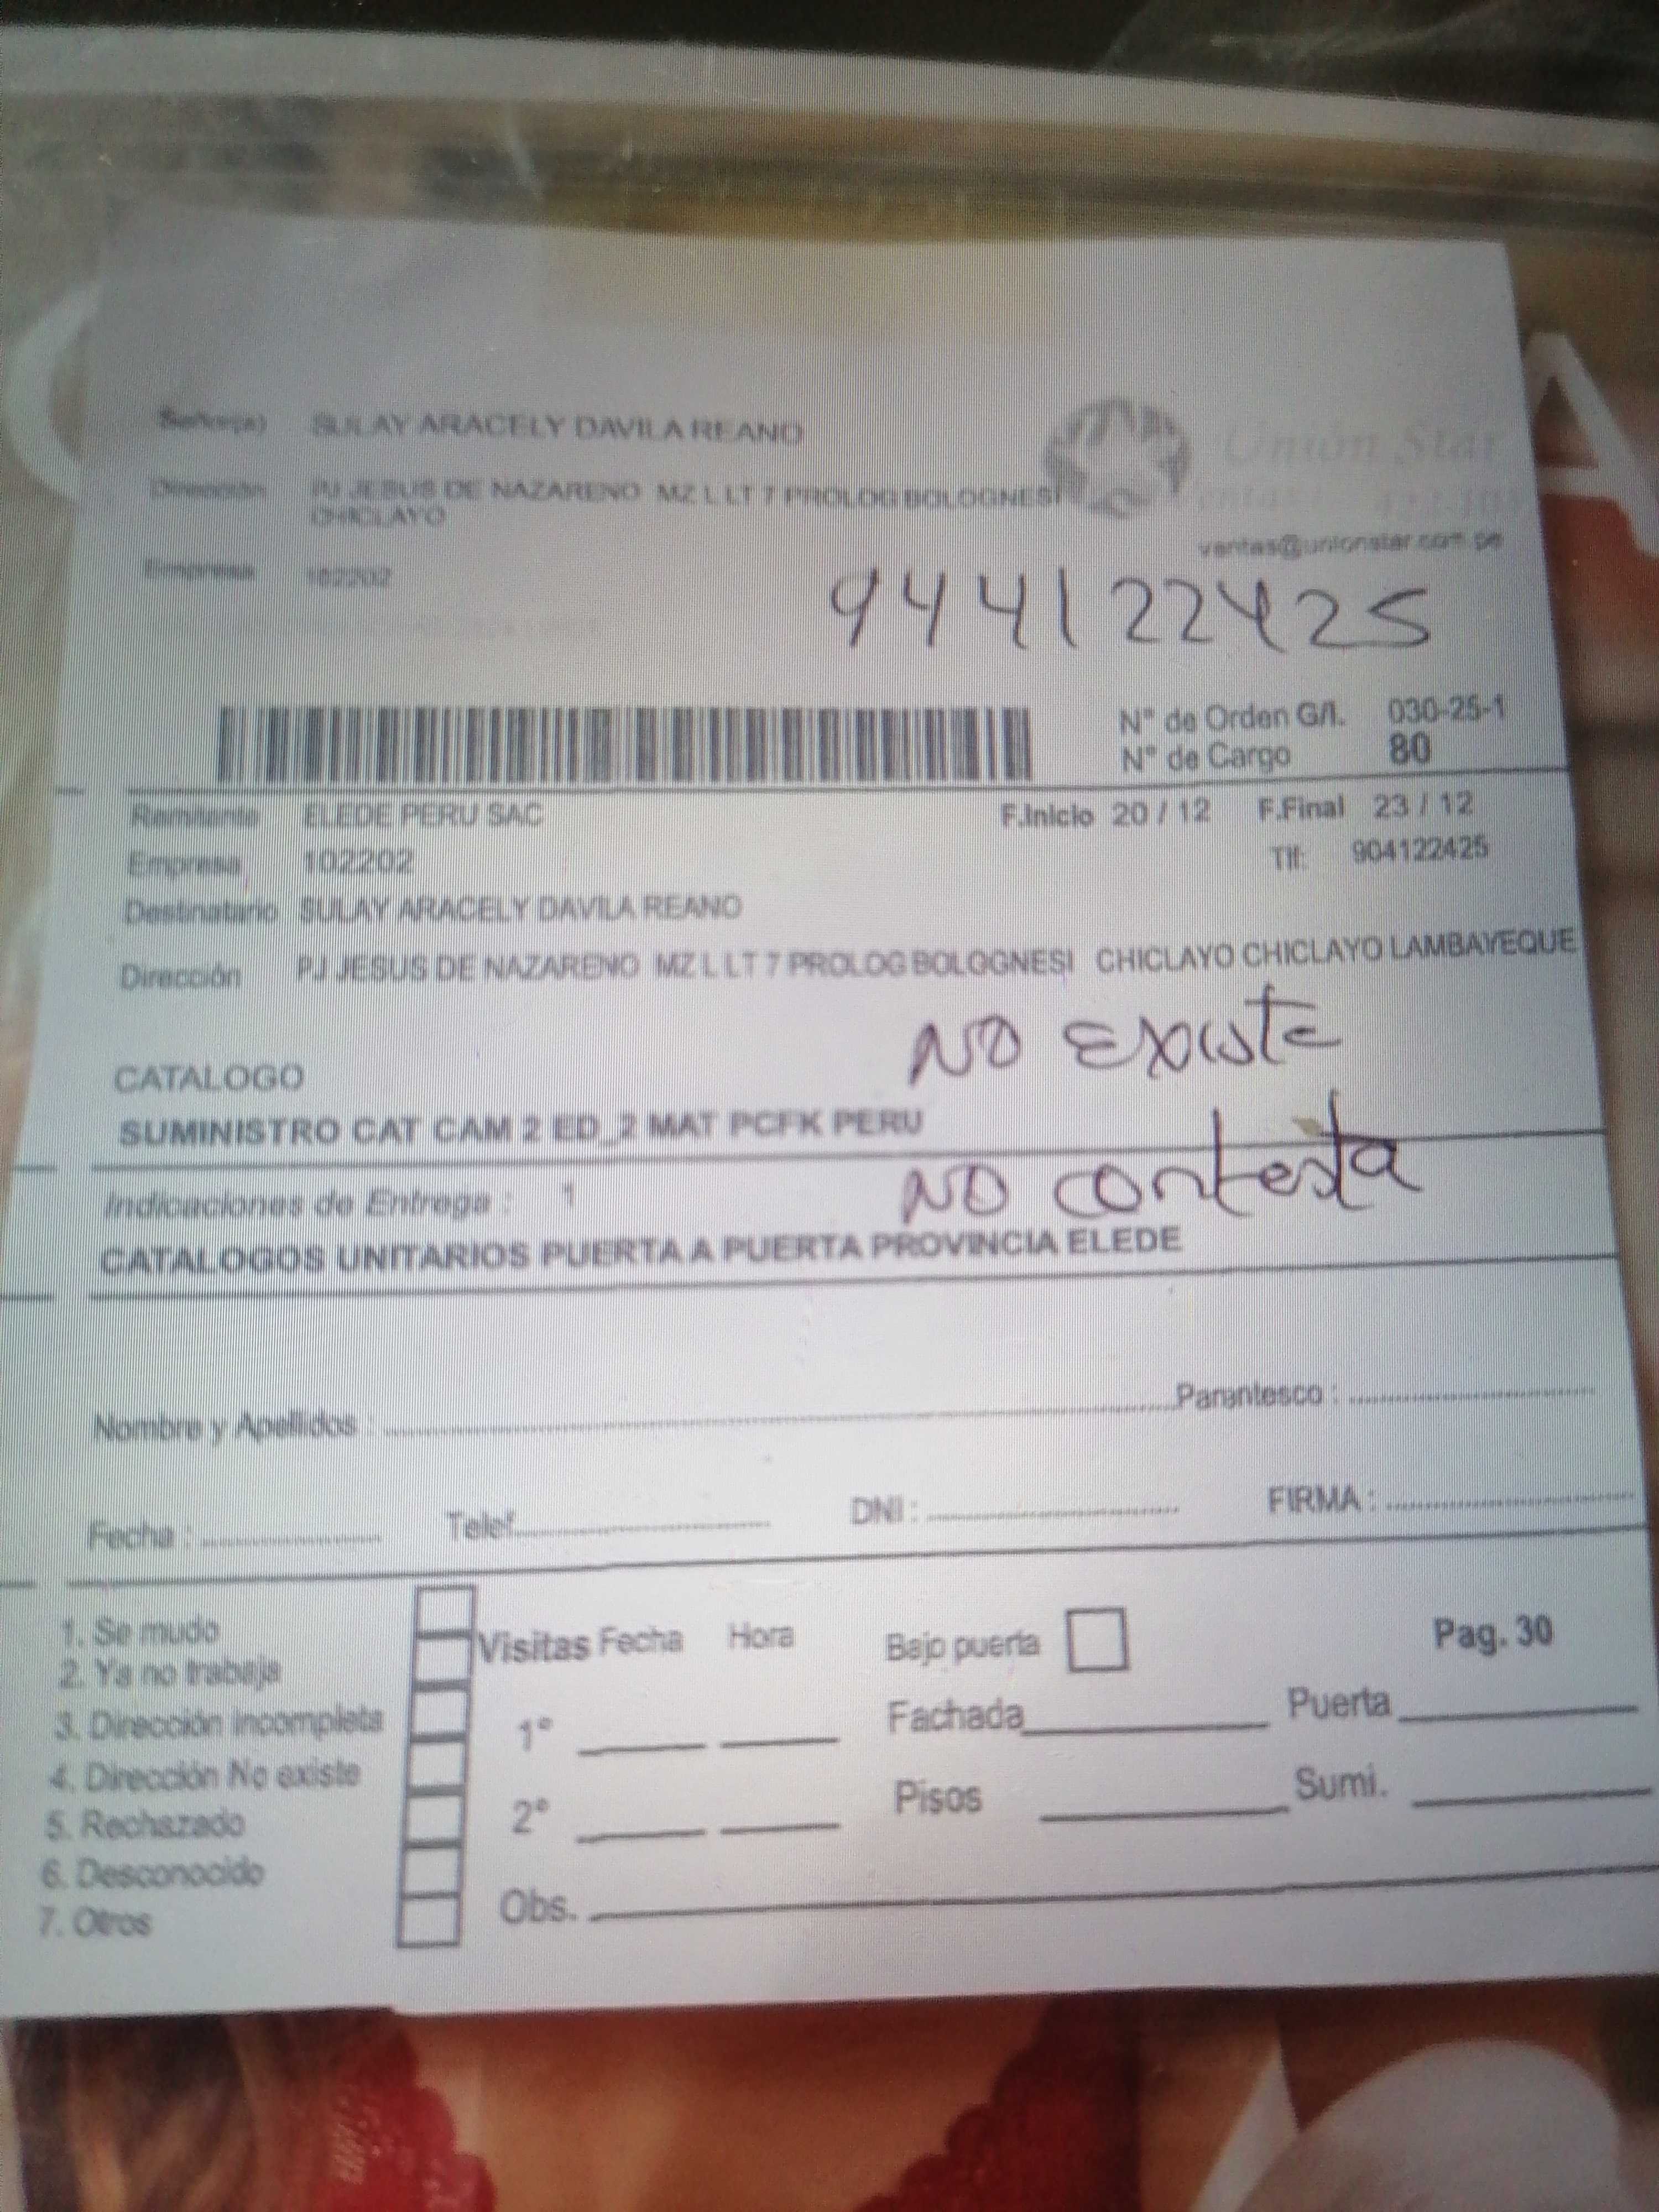 Señor(a) SULAY ARACELY DAVILA REANO
Union Star
Dirección PJ JESUS DE NAZARENO MZ L LT 7 PROLOG BOLOGNESI
CHICLAYO
ventas@unionstar.com.pe
Empresa 102202
944122425
N° de Orden G/I. 030-25-1
N° de Cargo 80
Remitente ELEDE PERU SAC F.Inicio 20 / 12 F.Final 23 / 12
Empresa 102202 Tlf: 904122425
Destinatario SULAY ARACELY DAVILA REANO
Dirección PJ JESUS DE NAZARENO MZ L LT 7 PROLOG BOLOGNESI CHICLAYO CHICLAYO LAMBAYEQUE
NO Existe
CATALOGO
SUMINISTRO CAT CAM 2 ED_2 MAT PCFK PERU
Indicaciones de Entrega : 1
NO contesta
CATALOGOS UNITARIOS PUERTA A PUERTA PROVINCIA ELEDE
Nombre y Apellidos : Parantesco :
Fecha : Telef. DNI : FIRMA :
1. Se mudo
2. Ya no trabaja
3. Dirección incompleta
4. Dirección No existe
5. Rechazado
6. Desconocido
7. Otros
Visitas Fecha Hora
1°
2°
Obs.
Bajo puerta Pag. 30
Fachada Puerta
Pisos Sumi.
A